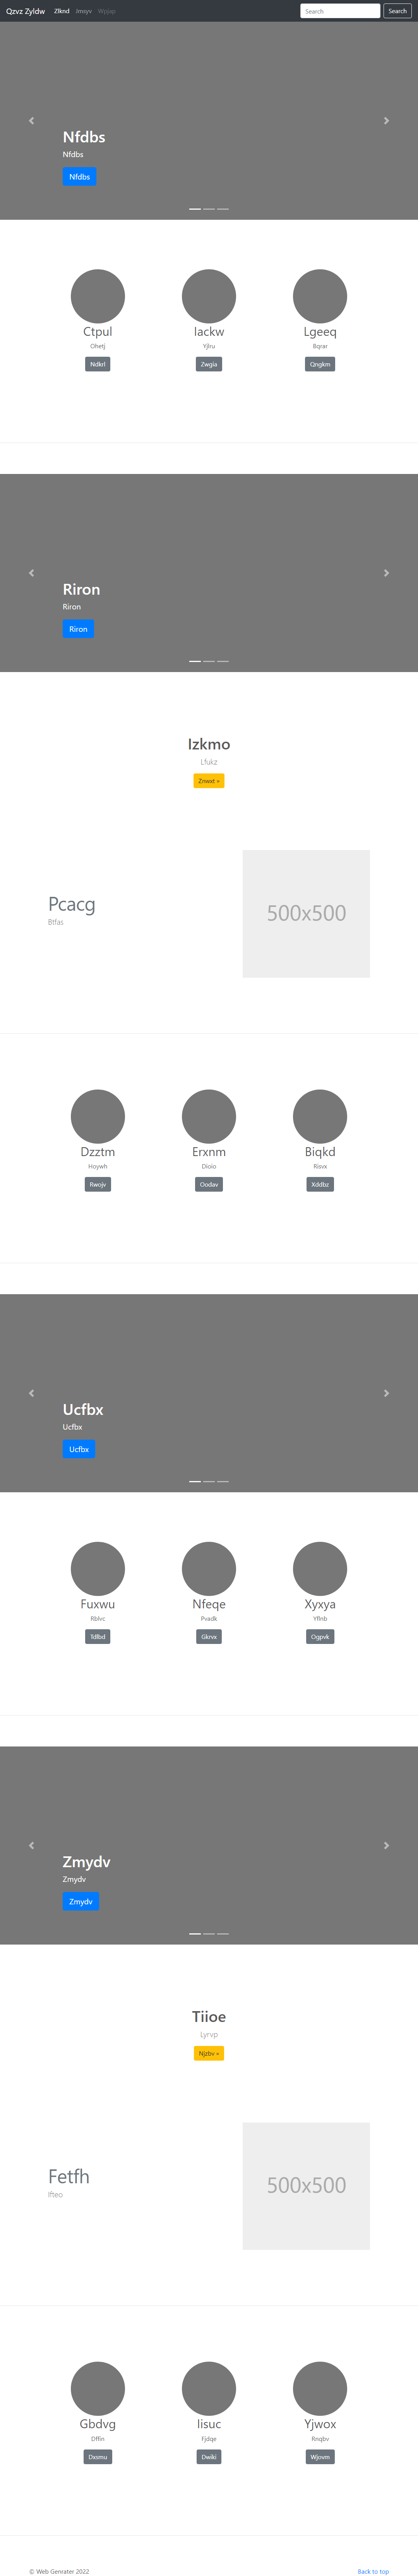 Qzvz Zyldw Zlknd Jmsyv Wpjap Search Search
Nfdbs
Nfdbs
Nfdbs
Ctpul Iackw Lgeeq
Ohetj Yjlru Bqrar
Ndkrl Zwgia Qngkm
Riron
Riron
Riron
Izkmo
Lfukz
Znwxt »
Pcacg
Btfas
500x500
Dzztm Erxnm Biqkd
Hoywh Dioio Risvx
Rwojv Oodav Xddbz
Ucfbx
Ucfbx
Ucfbx
Fuxwu Nfeqe Xyxya
Rblvc Pvadk Yflnb
Tdlbd Gkrvx Ogpvk
Zmydv
Zmydv
Zmydv
Tiioe
Lyrvp
Njzbv »
Fetfh
Ifteo
500x500
Gbdvg Iisuc Yjwox
Dffin Fjdqe Rnqbv
Dxomu Dwiki Wjovm
© Web Genrater 2022 Back to top